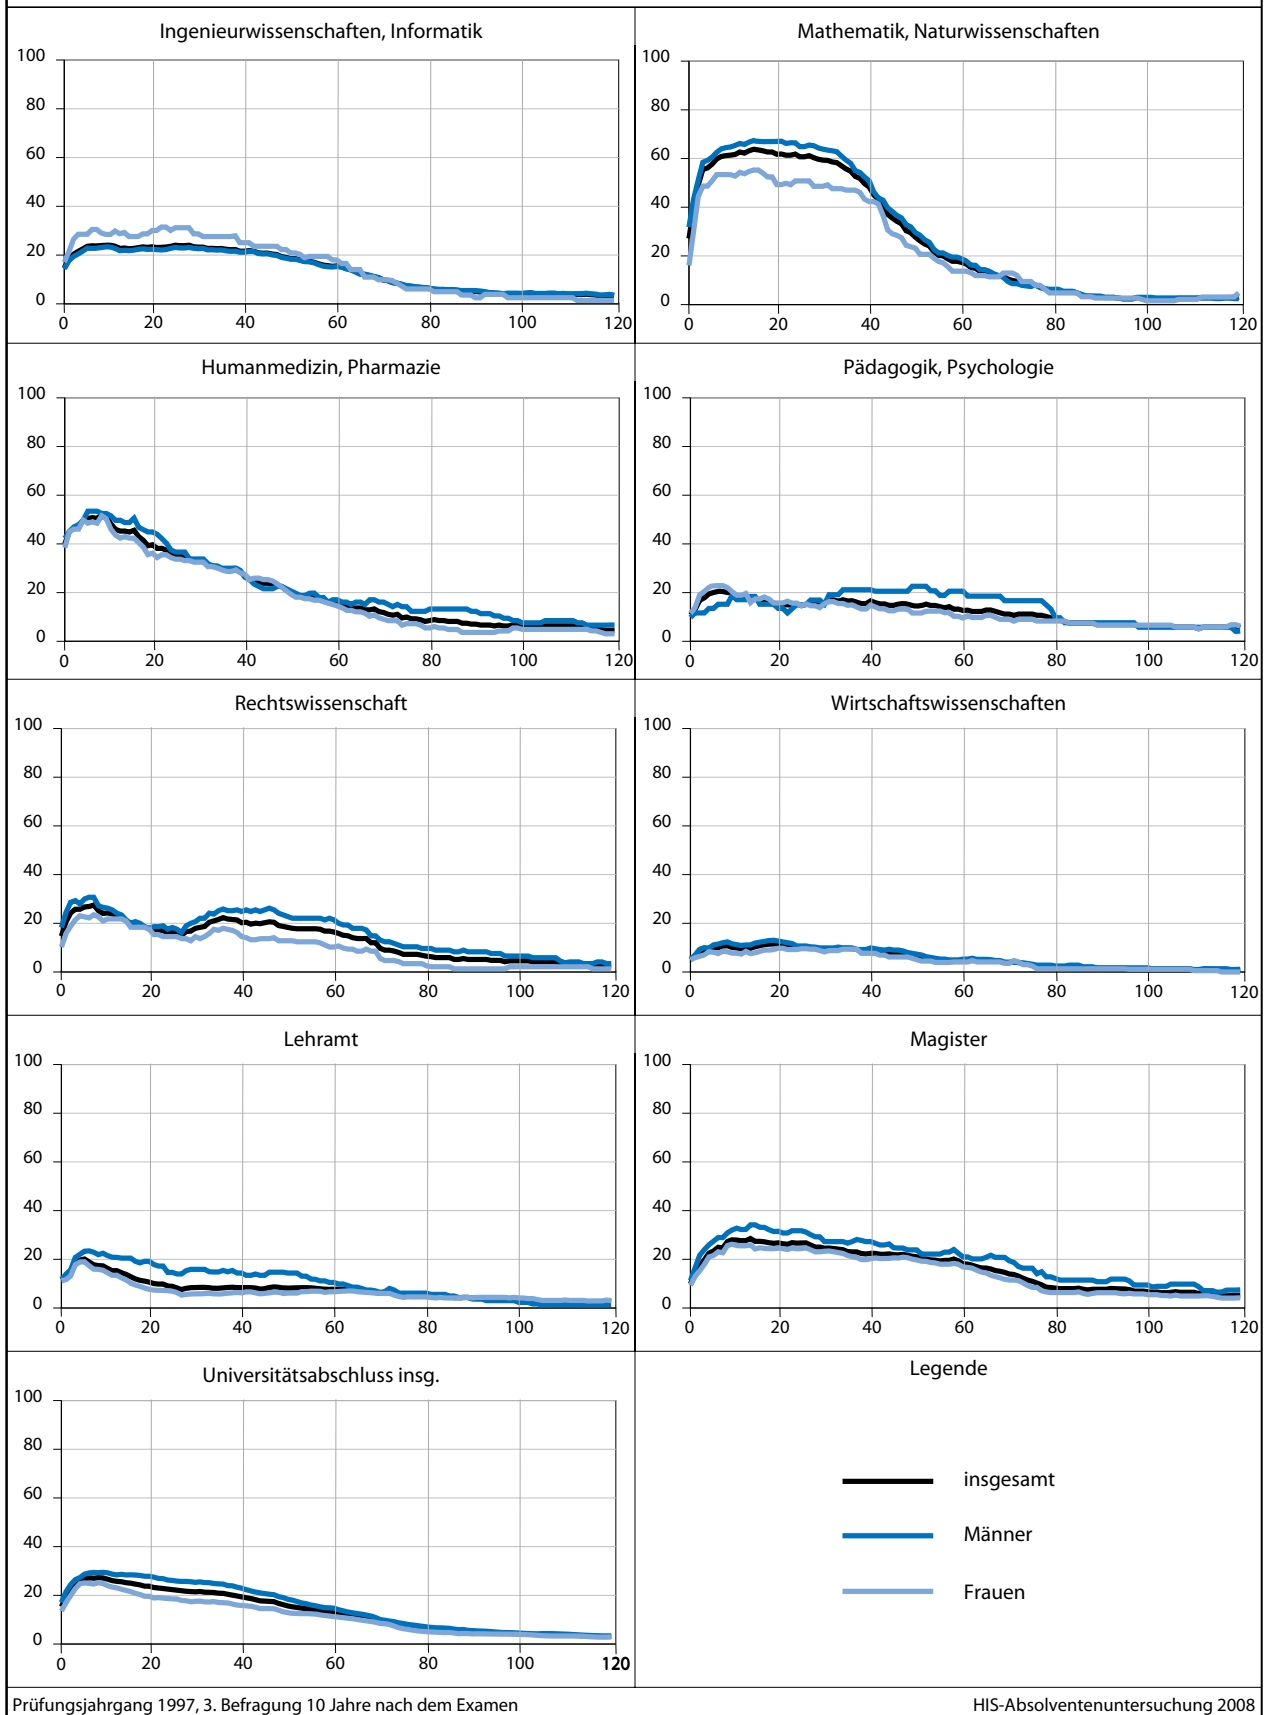 Ingenieurwissenschaften, Informatik
100
80
60
40
20
0
0 20 40 60 80 100 120
Mathematik, Naturwissenschaften
100
80
60
40
20
0
0 20 40 60 80 100 120
Humanmedizin, Pharmazie
100
80
60
40
20
0
0 20 40 60 80 100 120
Pädagogik, Psychologie
100
80
60
40
20
0
0 20 40 60 80 100 120
Rechtswissenschaft
100
80
60
40
20
0
0 20 40 60 80 100 120
Wirtschaftswissenschaften
100
80
60
40
20
0
0 20 40 60 80 100 120
Lehramt
100
80
60
40
20
0
0 20 40 60 80 100 120
Magister
100
80
60
40
20
0
0 20 40 60 80 100 120
Universitätsabschluss insg.
100
80
60
40
20
0
0 20 40 60 80 100 120
Legende
insgesamt
Männer
Frauen
Prüfungsjahrgang 1997, 3. Befragung 10 Jahre nach dem Examen
HIS-Absolventenuntersuchung 2008